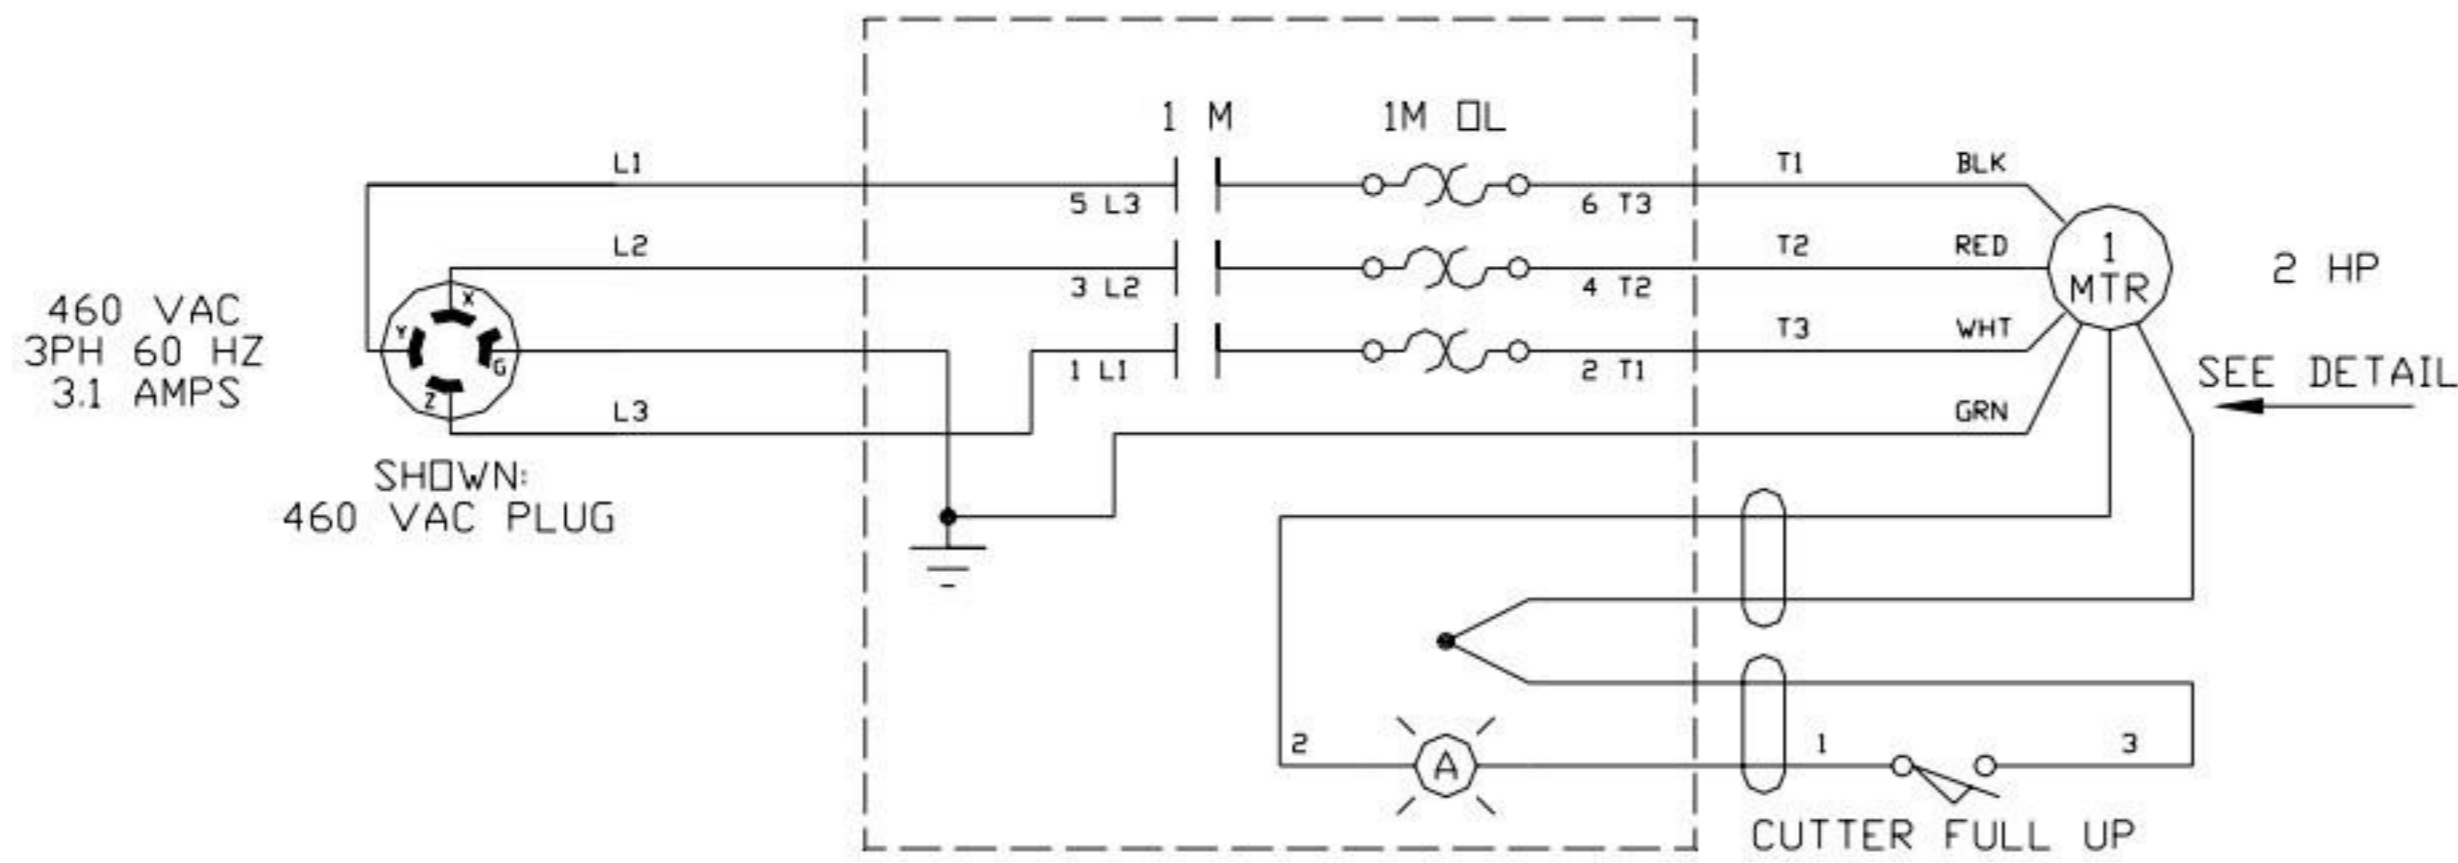 1 M
1M OL
L1
T1
BLK
5 L3
6 T3
L2
T2
RED
3 L2
4 T2
1
MTR
2 HP
460 VAC
3PH 60 HZ
3.1 AMPS
X
Y
G
Z
T3
WHT
1 L1
2 T1
SEE DETAIL
L3
GRN
SHOWN:
460 VAC PLUG
2
A
1
3
CUTTER FULL UP